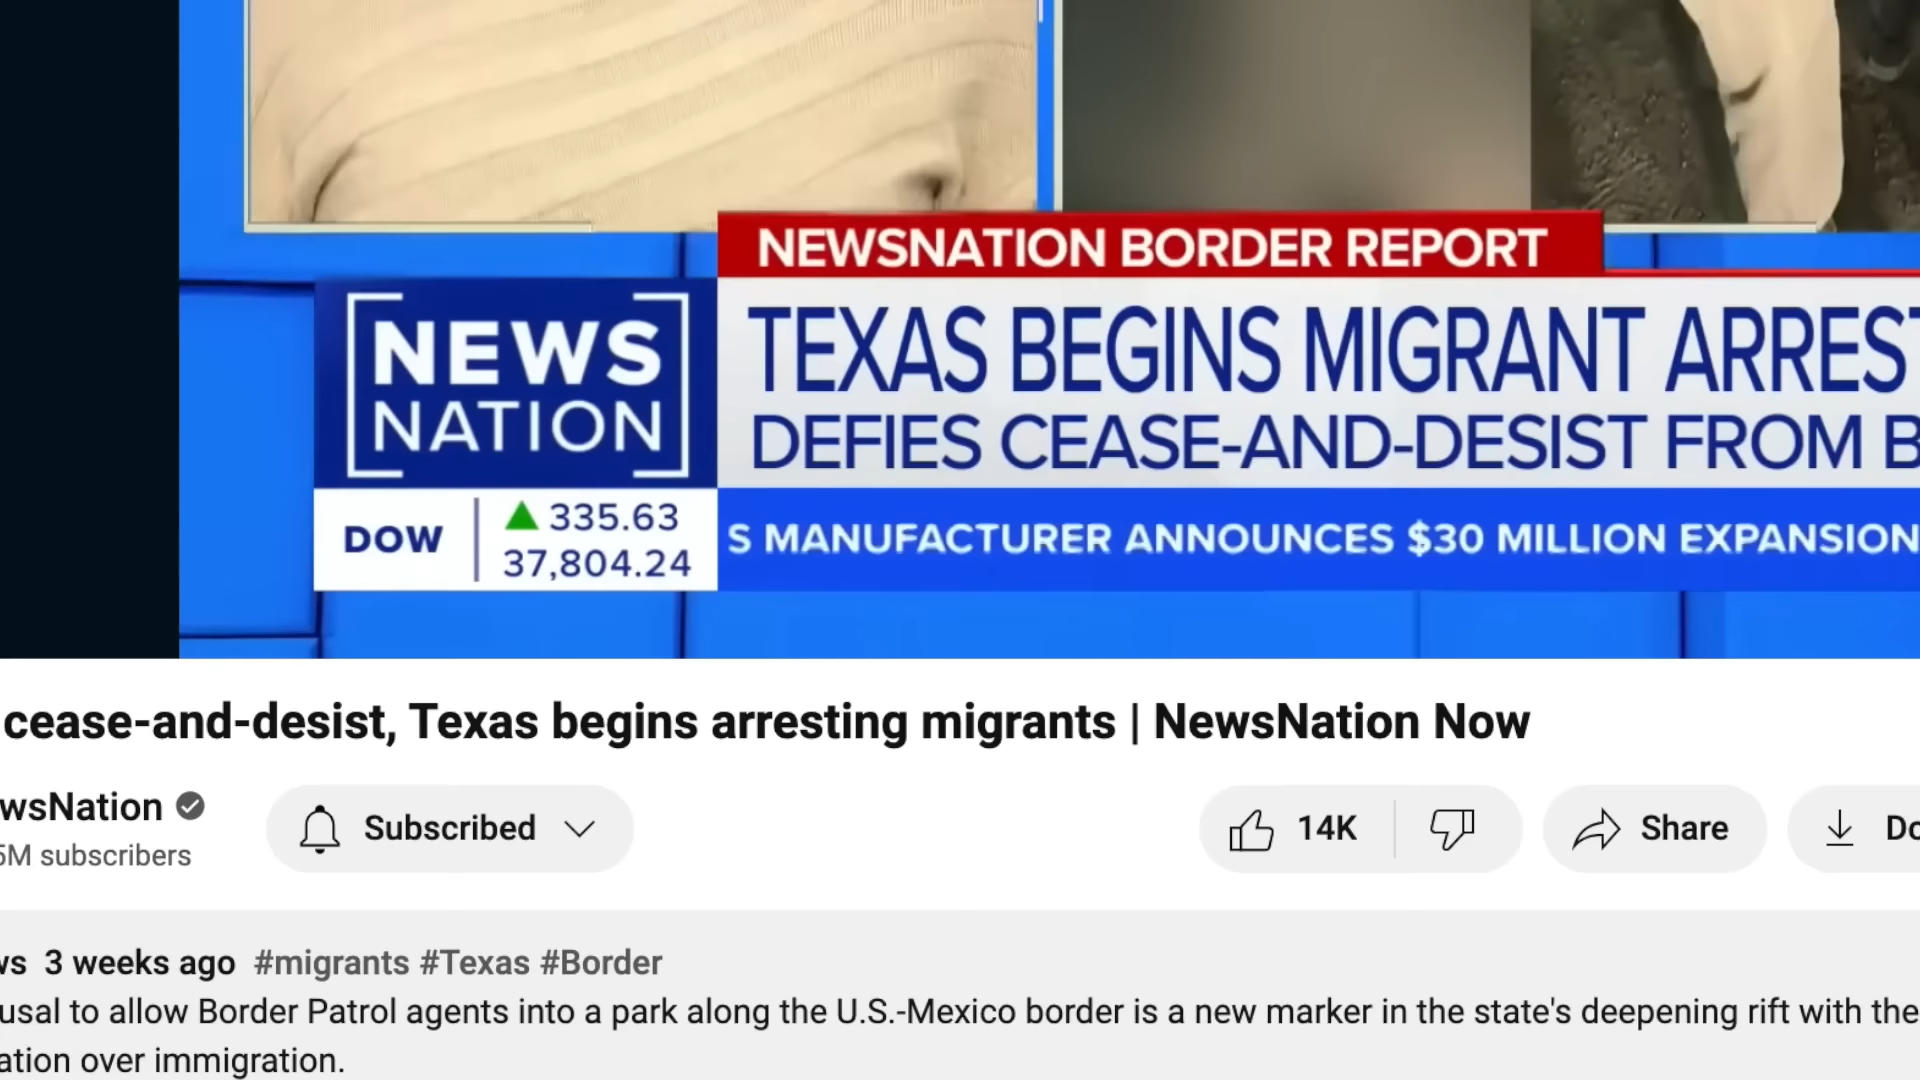 NEWSNATION BORDER REPORT
NEWS
NATION
TEXAS BEGINS MIGRANT ARREST
DEFIES CEASE-AND-DESIST FROM B
DOW
335.63
37,804.24
S MANUFACTURER ANNOUNCES $30 MILLION EXPANSION
cease-and-desist, Texas begins arresting migrants | NewsNation Now
wsNation
5M subscribers
Subscribed
14K
Share
Do
ws 3 weeks ago #migrants #Texas #Border
usal to allow Border Patrol agents into a park along the U.S.-Mexico border is a new marker in the state's deepening rift with the
ation over immigration.